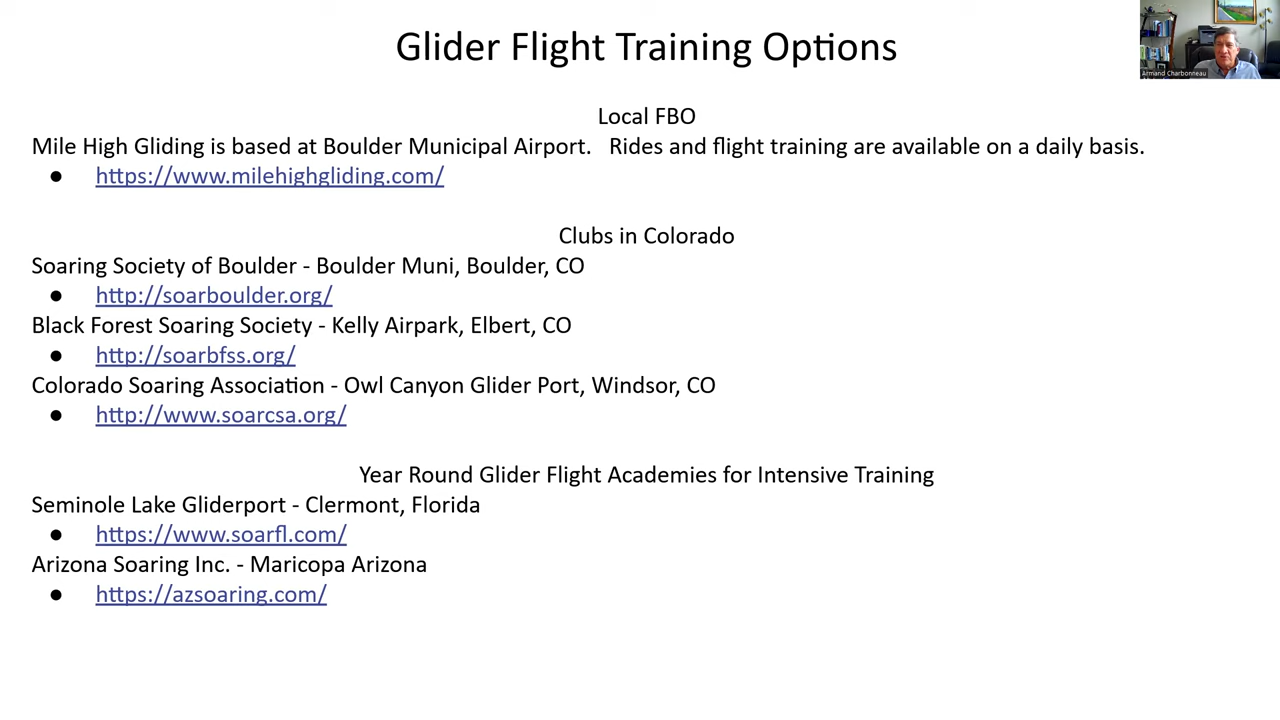 Glider Flight Training Options
Armand Charbonneau
Local FBO
Mile High Gliding is based at Boulder Municipal Airport.   Rides and flight training are available on a daily basis.
● https://www.milehighgliding.com/
Clubs in Colorado
Soaring Society of Boulder - Boulder Muni, Boulder, CO
● http://soarboulder.org/
Black Forest Soaring Society - Kelly Airpark, Elbert, CO
● http://soarbfss.org/
Colorado Soaring Association - Owl Canyon Glider Port, Windsor, CO
● http://www.soarcsa.org/
Year Round Glider Flight Academies for Intensive Training
Seminole Lake Gliderport - Clermont, Florida
● https://www.soarfl.com/
Arizona Soaring Inc. - Maricopa Arizona
● https://azsoaring.com/